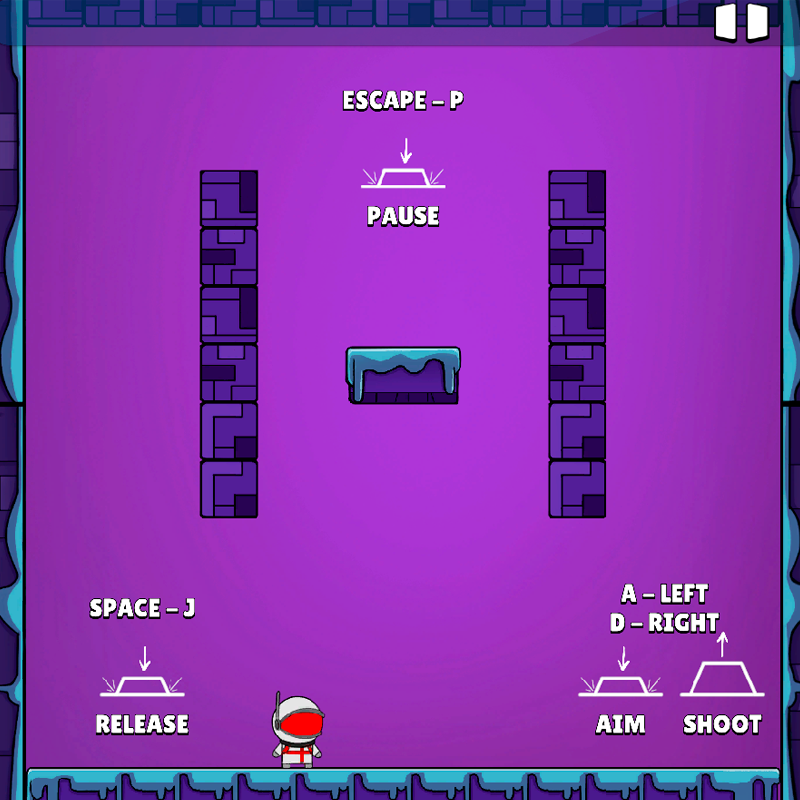 ESCAPE – P
PAUSE
SPACE – J
RELEASE
A – LEFT
D – RIGHT
AIM
SHOOT